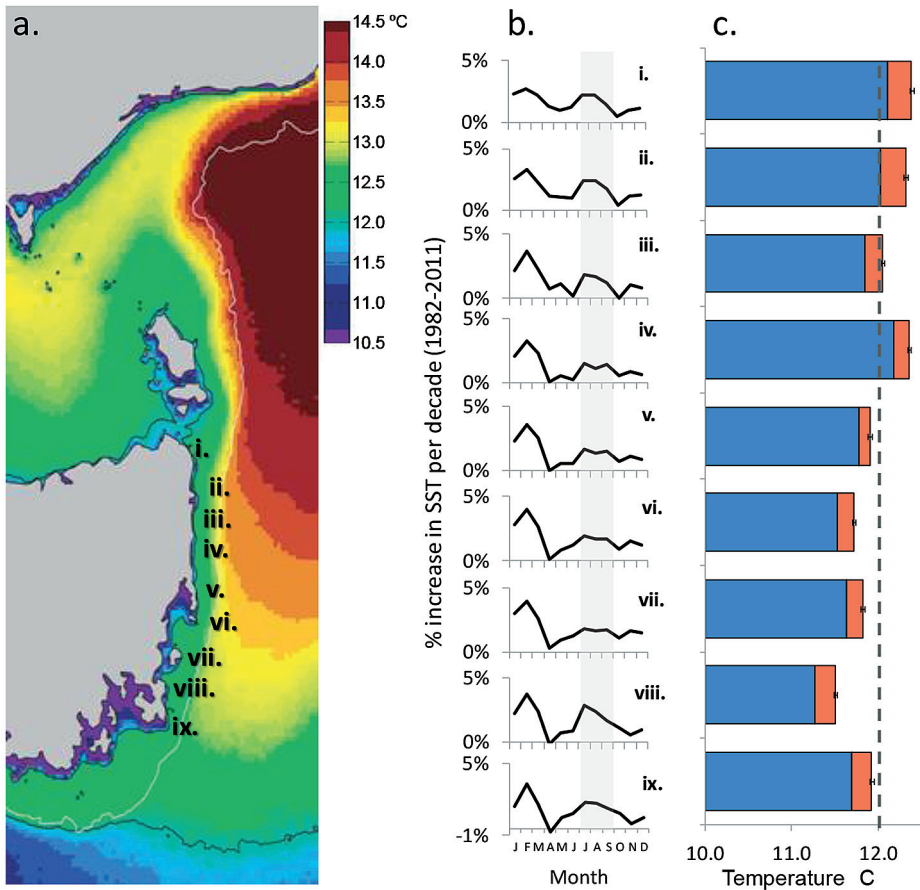 a.
14.5 ºC
14.0
13.5
13.0
12.5
12.0
11.5
11.0
10.5
i.
ii.
iii.
iv.
v.
vi.
vii.
viii.
ix.
b.
% increase in SST per decade (1982-2011)
5%
i.
0%
5%
ii.
0%
5%
iii.
0%
5%
iv.
0%
5%
v.
0%
5%
vi.
0%
5%
vii.
0%
5%
viii.
0%
5%
ix.
-1%
J F M A M J J A S O N D
Month
c.
10.0 11.0 12.0
Temperature C